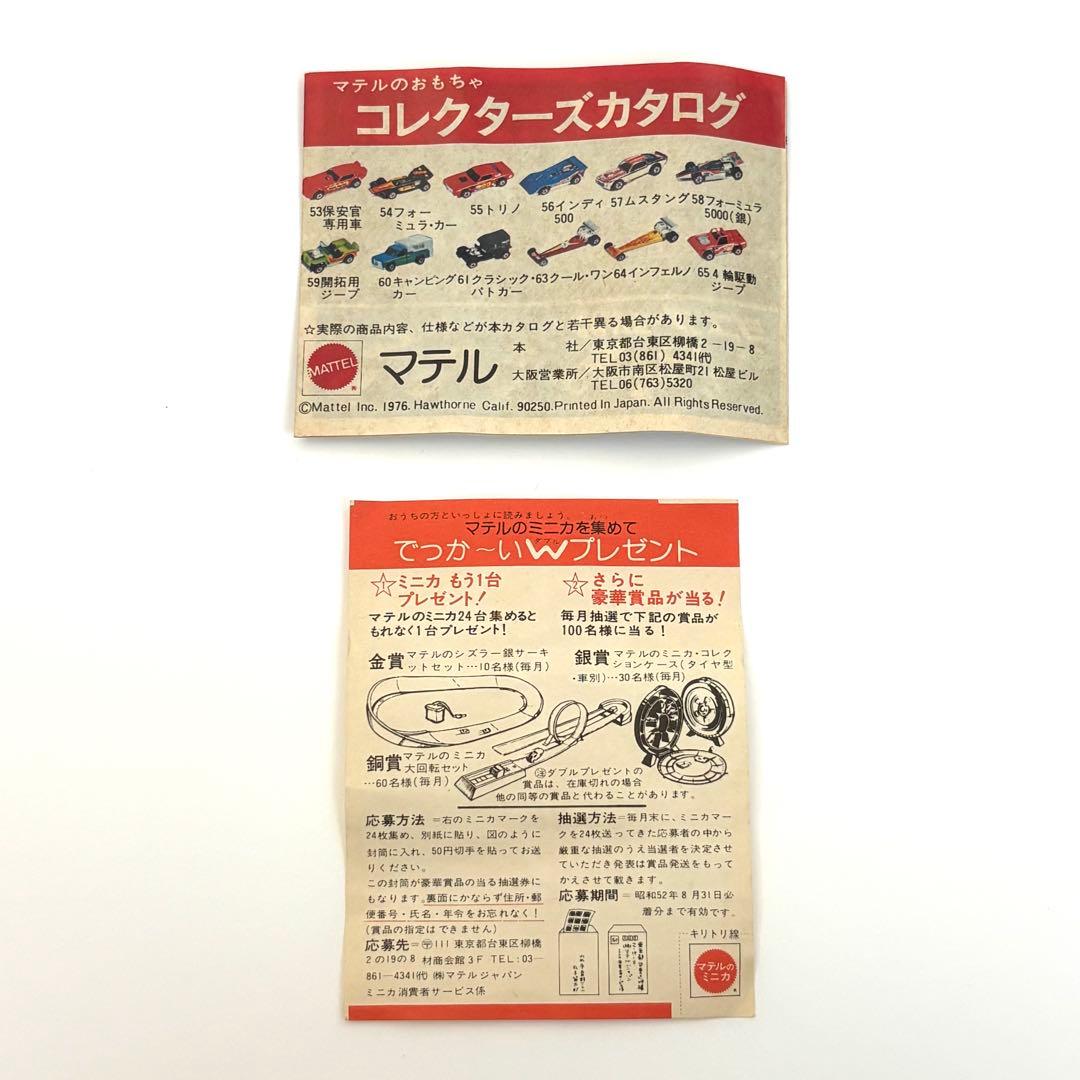 マテルのおもちゃ
コレクターズカタログ
53保安官
専用車
54フォー
ミュラ・カー
55トリノ
56インディ
500
57ムスタング
58フォーミュラ
5000(銀)
59開拓用
ジープ
60キャンピング
カー
61クラシック・
パトカー
63クール・ワン
64インフェルノ
65 4輪駆動
ジープ
☆実際の商品内容、仕様などが本カタログと若干異る場合があります。
MATTEL
®
マテル
本 社/東京都台東区柳橋2-19-8
TEL03(861)4341(代)
大阪営業所/大阪市南区松屋町21 松屋ビル
TEL06(763)5320
©Mattel Inc. 1976. Hawthorne Calif. 90250.Printed In Japan. All Rights Reserved.
おうちの方といっしょに読みましょう。
マテルのミニカを集めて
でっか〜いWプレゼント
ダブル
☆1 ミニカ もう1台
プレゼント!
マテルのミニカ24台集めると
もれなく1台プレゼント!
☆2 さらに
豪華賞品が当る!
毎月抽選で下記の賞品が
100名様に当る!
金賞 マテルのシズラー銀サーキ
ットセット…10名様(毎月)
銀賞 マテルのミニカ・コレク
ションケース(タイヤ型
・車別)…30名様(毎月)
銅賞 マテルのミニカ
大回転セット
…60名様(毎月)
㊟ダブルプレゼントの
賞品は、在庫切れの場合
他の同等の賞品と代わることがあります。
応募方法=右のミニカマークを
24枚集め、別紙に貼り、図のように
封筒に入れ、50円切手を貼ってお送
りください。
この封筒が豪華賞品の当る抽選券に
もなります。裏面にかならず住所・郵
便番号・氏名・年令をお忘れなく!
(賞品の指定はできません)
応募先=〒111 東京都台東区柳橋
2の19の8 材商会館3F TEL:03—
861—4341(代) ㈱マテルジャパン
ミニカ消費者サービス係
抽選方法=毎月末に、ミニカマー
クを24枚送ってきた応募者の中から
厳重な抽選のうえ当選者を決定させ
ていただき発表は賞品発送をもって
かえさせて戴きます。
応募期間=昭和52年8月31日必
着分まで有効です。
キリトリ線
マテルの
ミニカ
®